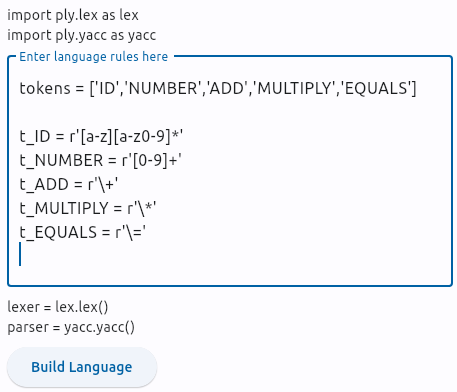 import ply.lex as lex
import ply.yacc as yacc
Enter language rules here
tokens = ['ID','NUMBER','ADD','MULTIPLY','EQUALS']
t_ID = r'[a-z][a-z0-9]*'
t_NUMBER = r'[0-9]+'
t_ADD = r'\+'
t_MULTIPLY = r'\*'
t_EQUALS = r'\='
lexer = lex.lex()
parser = yacc.yacc()
Build Language